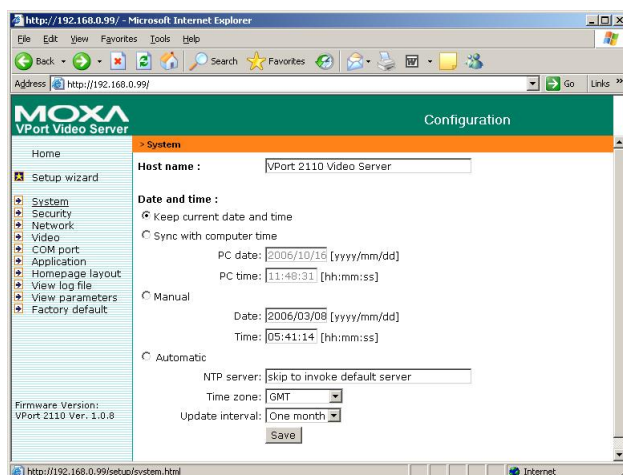 http://192.168.0.99/ - Microsoft Internet Explorer
File Edit View Favorites Tools Help
Back Search Favorites
Address http://192.168.0.99/ Go Links »
MOXA
VPort Video Server
Configuration
Home
Setup wizard
System
Security
Network
Video
COM port
Application
Homepage layout
View log file
View parameters
Factory default
Firmware Version:
VPort 2110 Ver. 1.0.8
> System
Host name : VPort 2110 Video Server
Date and time :
Keep current date and time
Sync with computer time
PC date: 2006/10/16 [yyyy/mm/dd]
PC time: 11:48:31 [hh:mm:ss]
Manual
Date: 2006/03/08 [yyyy/mm/dd]
Time: 05:41:14 [hh:mm:ss]
Automatic
NTP server: skip to invoke default server
Time zone: GMT
Update interval: One month
Save
http://192.168.0.99/setup/system.html Internet